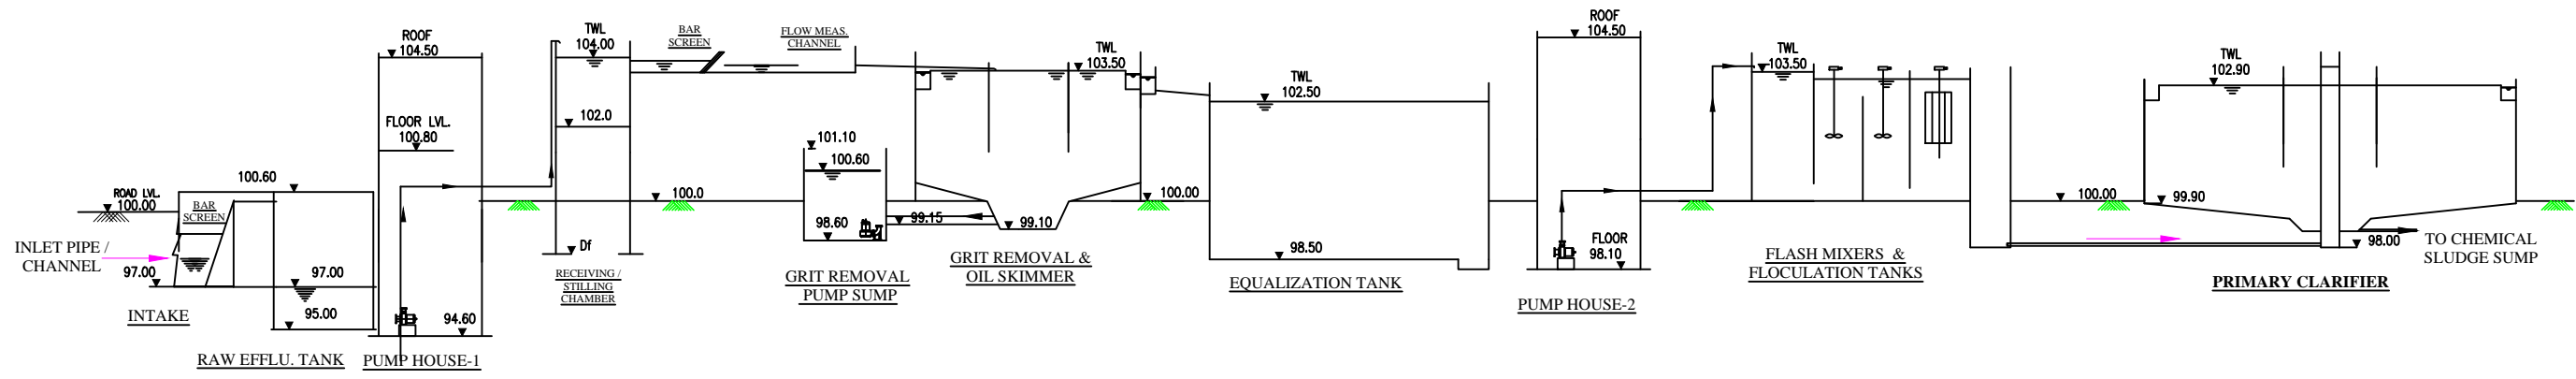 ROAD LVL.
100.00
INLET PIPE /
CHANNEL
97.00
BAR
SCREEN
INTAKE
100.60
97.00
95.00
RAW EFFLU. TANK
ROOF
104.50
FLOOR LVL.
100.80
94.60
PUMP HOUSE-1
TWL
104.00
102.0
Df
RECEIVING /
STILLING
CHAMBER
BAR
SCREEN
FLOW MEAS.
CHANNEL
100.0
101.10
100.60
98.60
GRIT REMOVAL
PUMP SUMP
TWL
103.50
99.15
99.10
GRIT REMOVAL &
OIL SKIMMER
100.00
TWL
102.50
98.50
EQUALIZATION TANK
ROOF
104.50
FLOOR
98.10
PUMP HOUSE-2
TWL
103.50
FLASH MIXERS &
FLOCULATION TANKS
100.00
TWL
102.90
99.90
98.00
PRIMARY CLARIFIER
TO CHEMICAL
SLUDGE SUMP